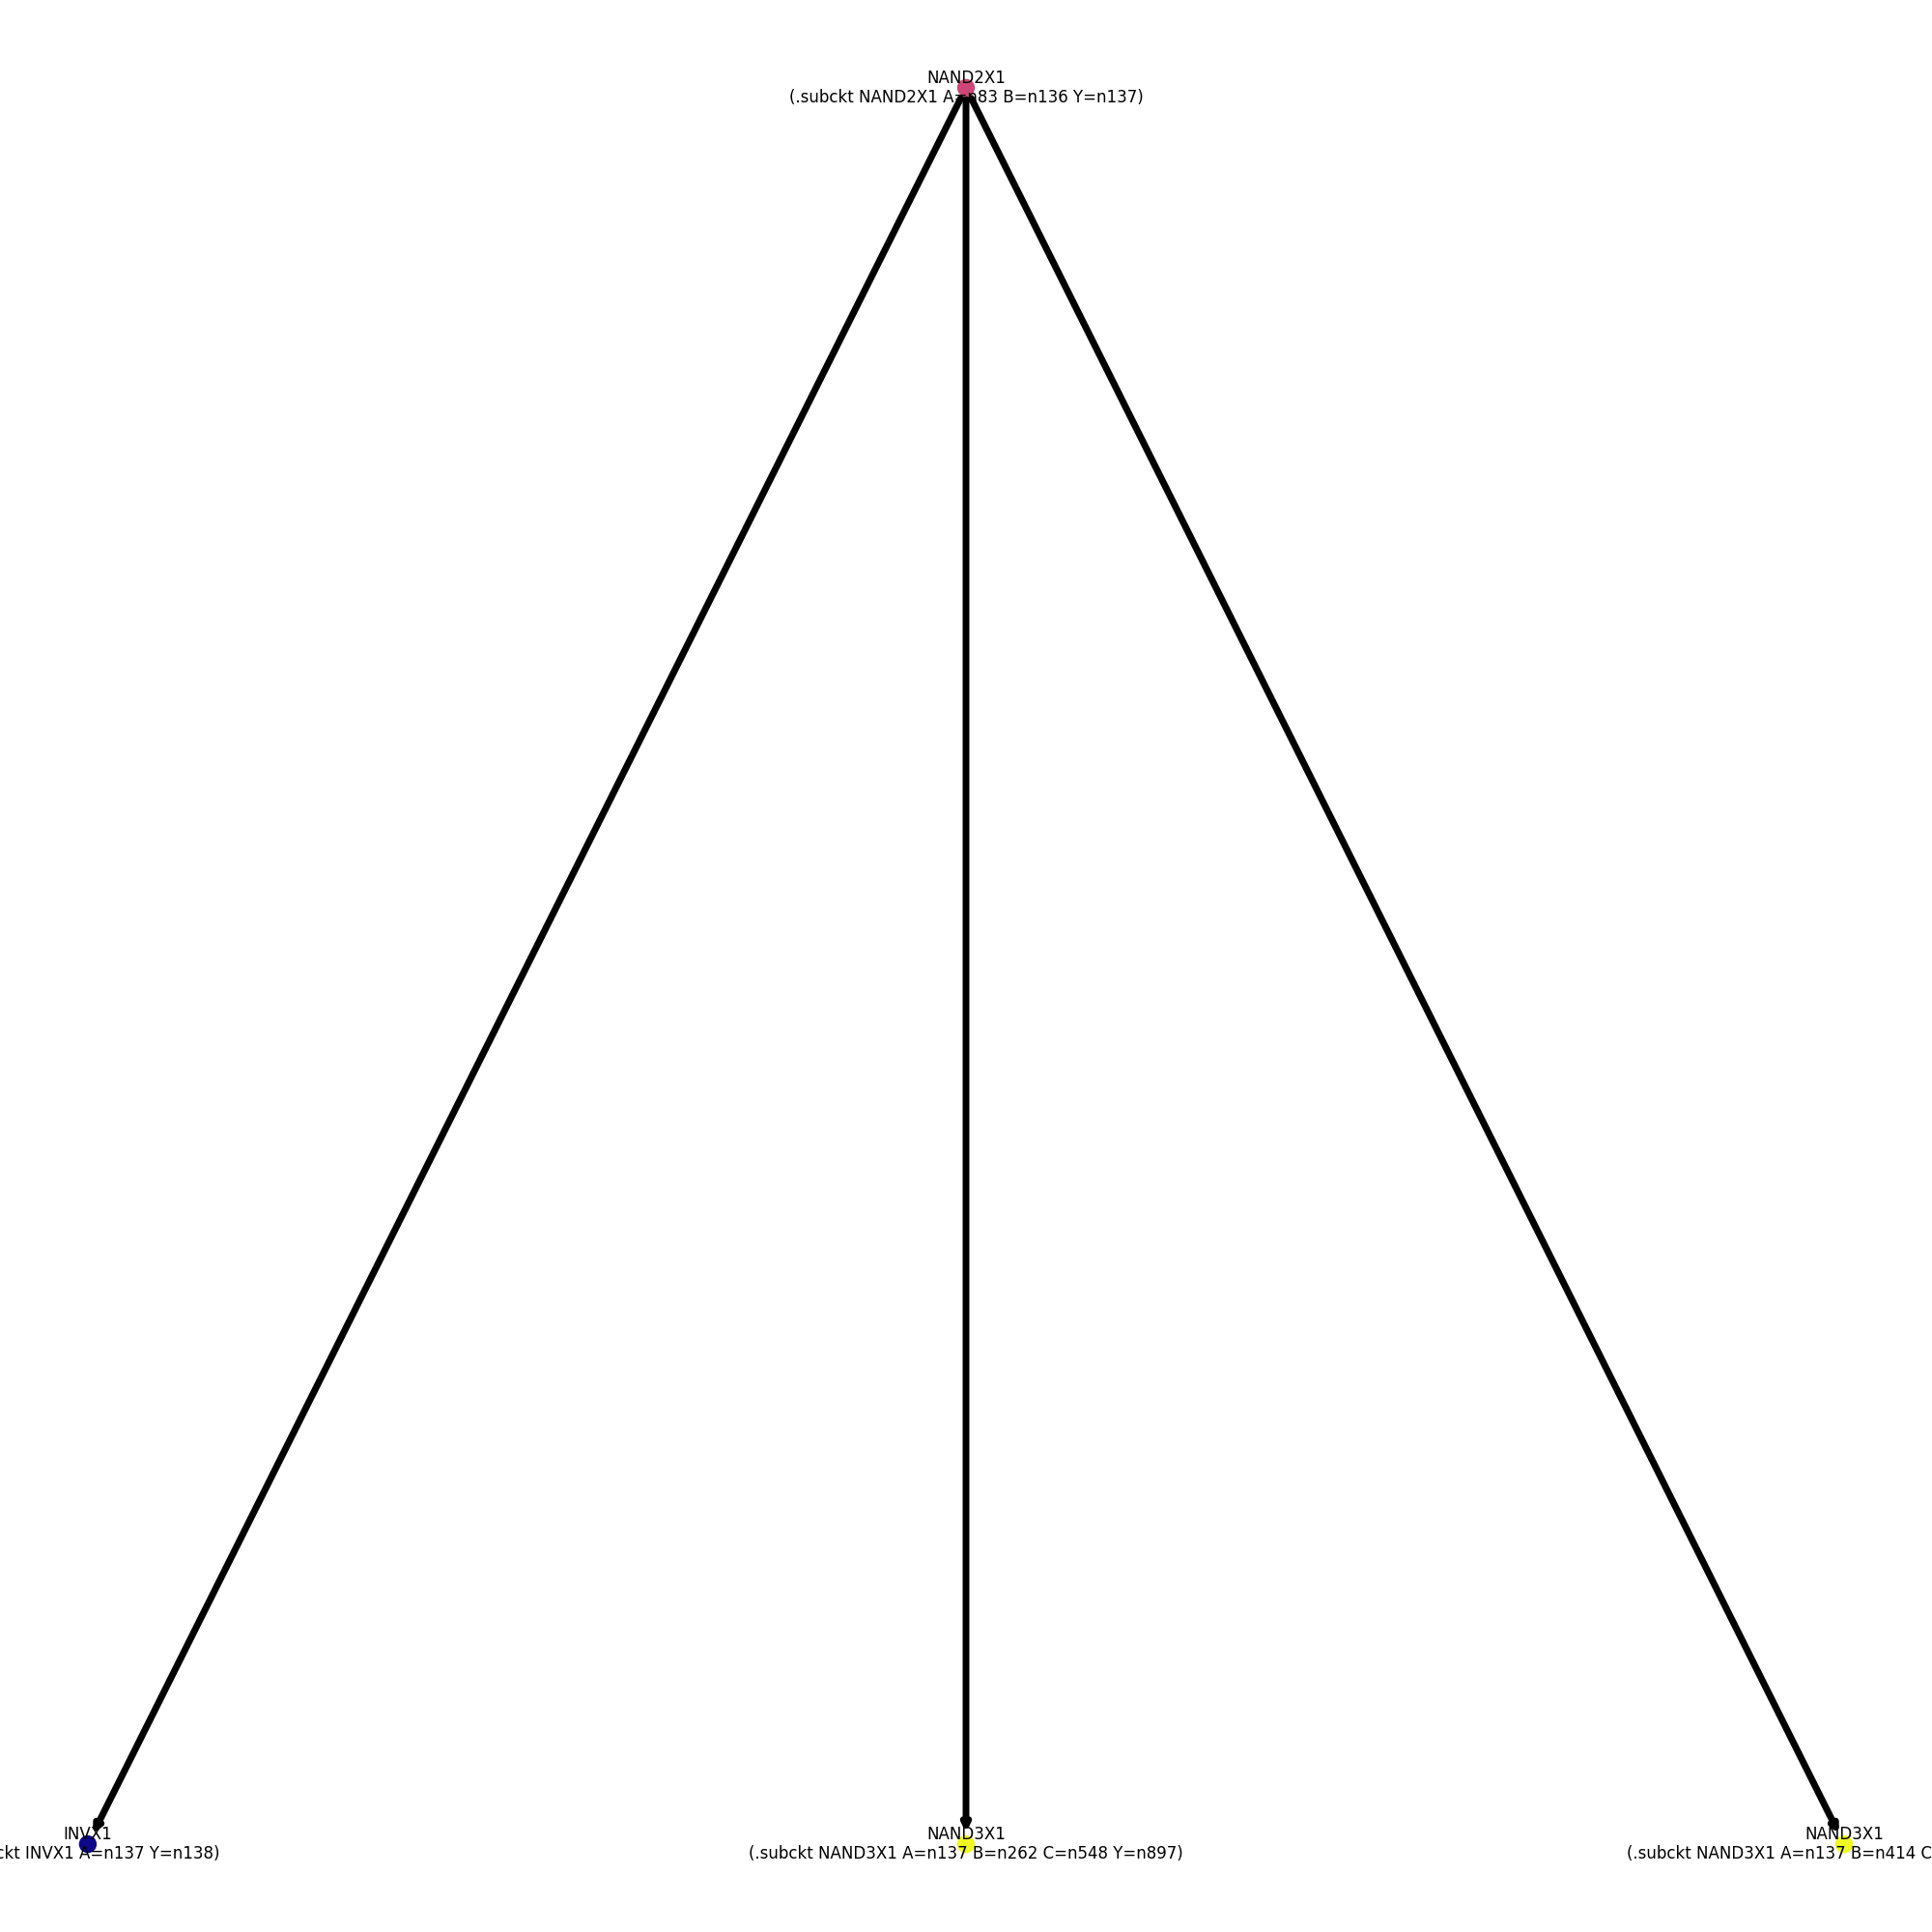 NAND2X1
(.subckt NAND2X1 A=n83 B=n136 Y=n137)
INVX1
ckt INVX1 A=n137 Y=n138)
NAND3X1
(.subckt NAND3X1 A=n137 B=n262 C=n548 Y=n897)
NAND3X1
(.subckt NAND3X1 A=n137 B=n414 C